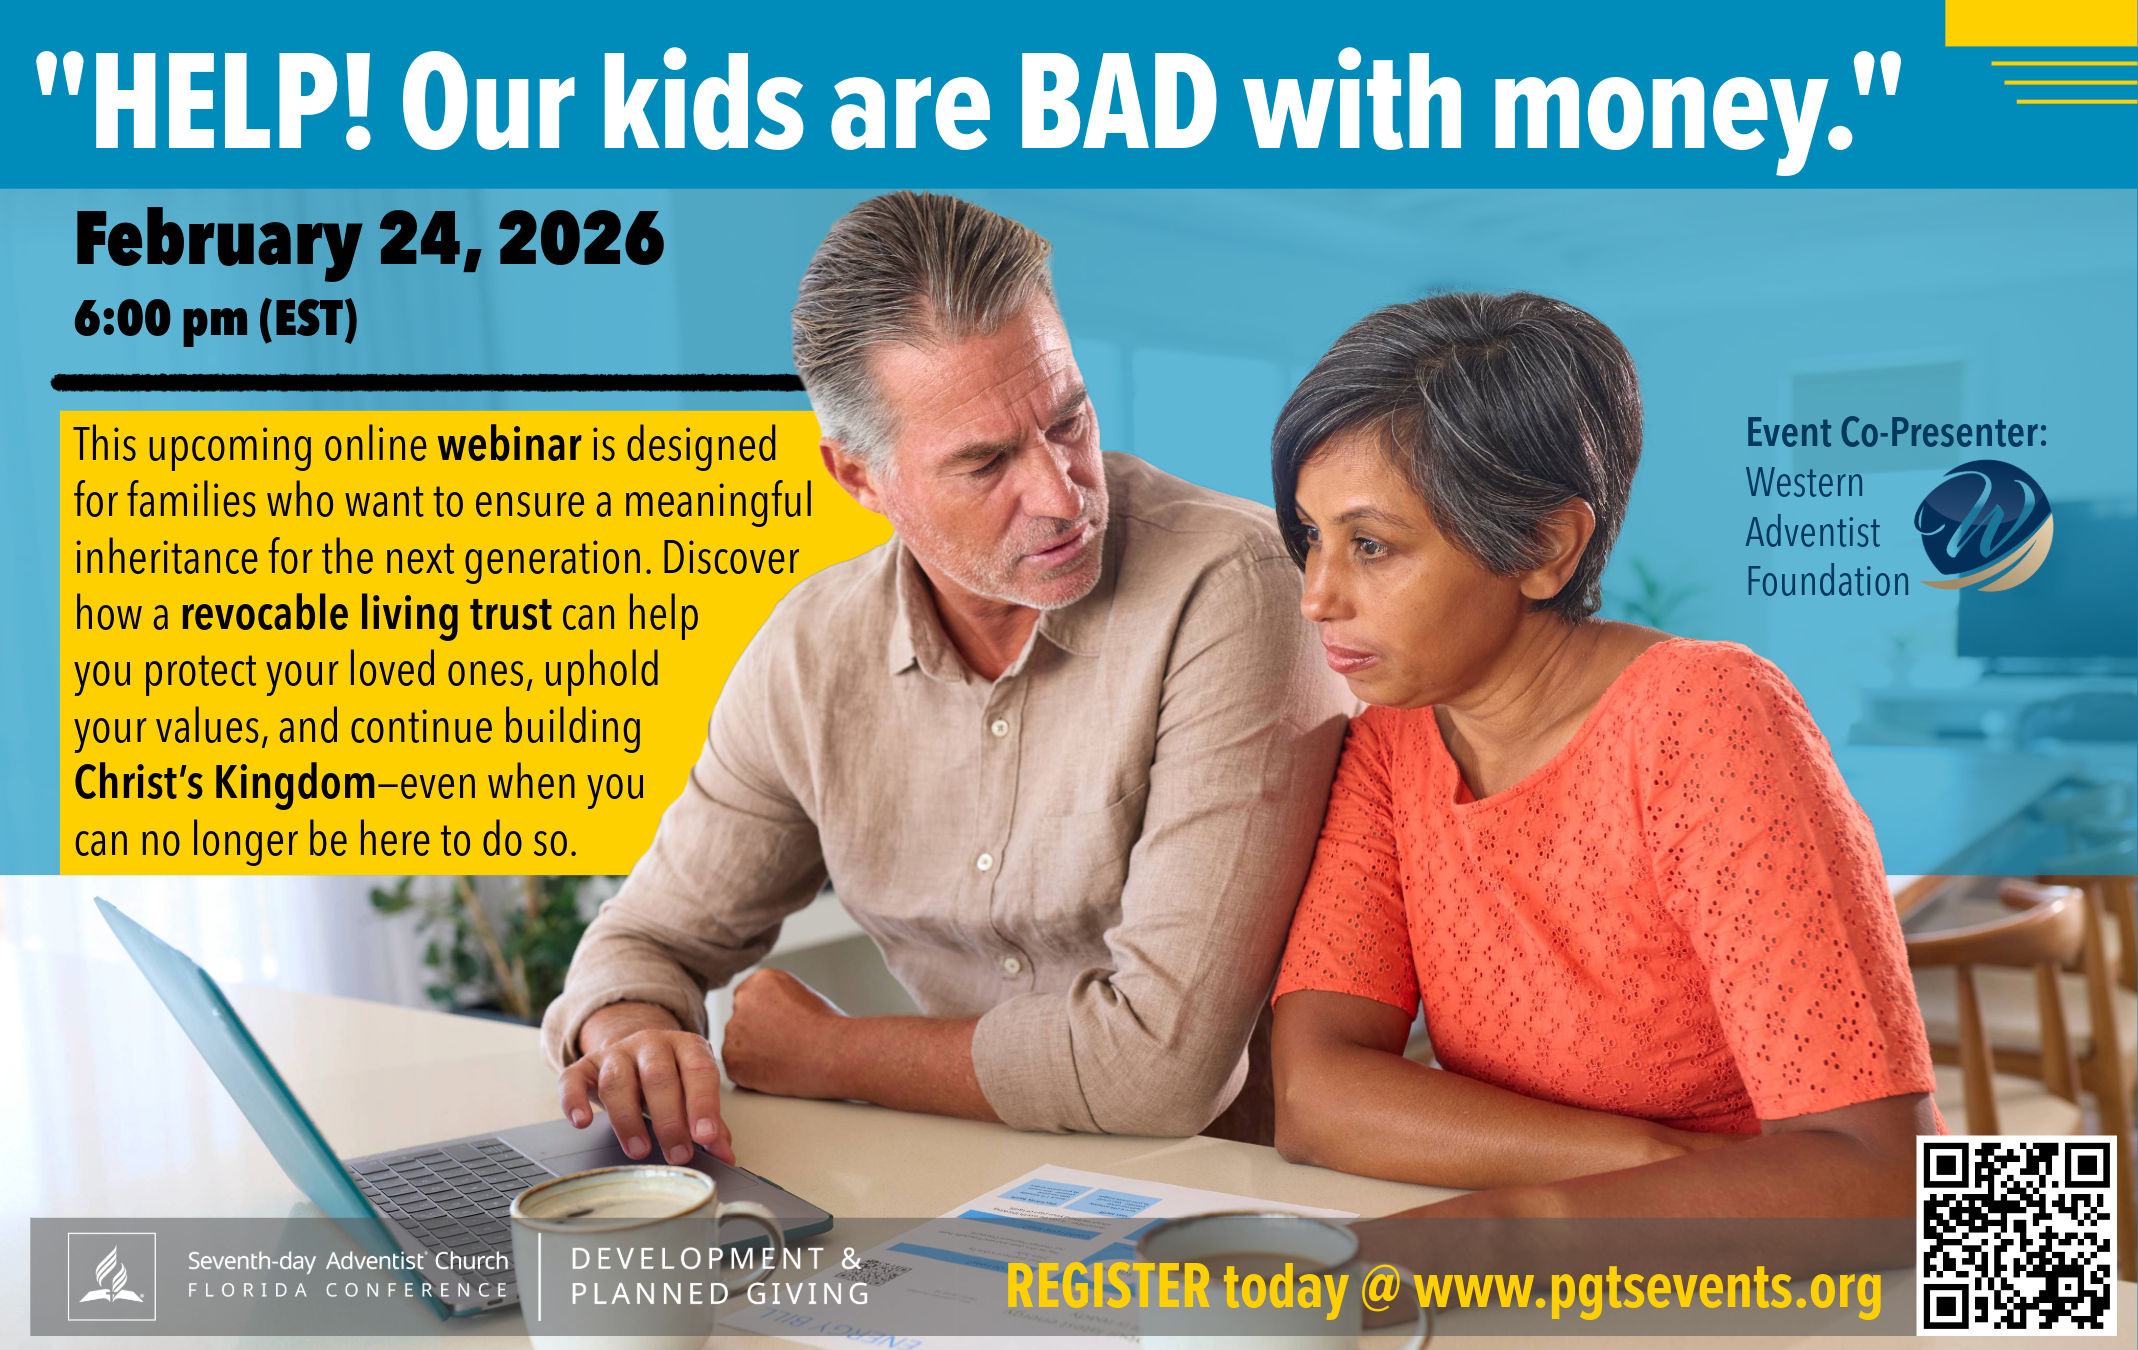 "HELP! Our kids are BAD with money."
February 24, 2026
6:00 pm (EST)
This upcoming online webinar is designed
for families who want to ensure a meaningful
inheritance for the next generation. Discover
how a revocable living trust can help
you protect your loved ones, uphold
your values, and continue building
Christ's Kingdom–even when you
can no longer be here to do so.
Event Co-Presenter:
Western
Adventist
Foundation
W
Seventh-day Adventist® Church
FLORIDA CONFERENCE
DEVELOPMENT &
PLANNED GIVING
REGISTER today @ www.pgtsevents.org
ENERGY BILL